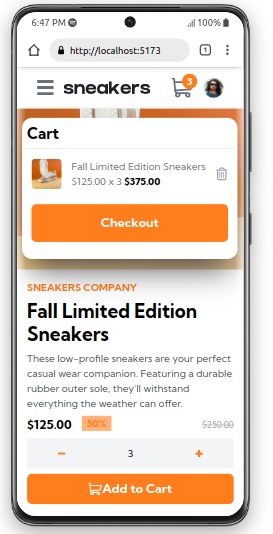 6:47 PM 100%
http://localhost:5173 1
sneakers 3
Cart
Fall Limited Edition Sneakers
$125.00 x 3 $375.00
Checkout
SNEAKERS COMPANY
Fall Limited Edition
Sneakers
These low-profile sneakers are your perfect
casual wear companion. Featuring a durable
rubber outer sole, they'll withstand
everything the weather can offer.
$125.00 50% $250.00
− 3 +
Add to Cart